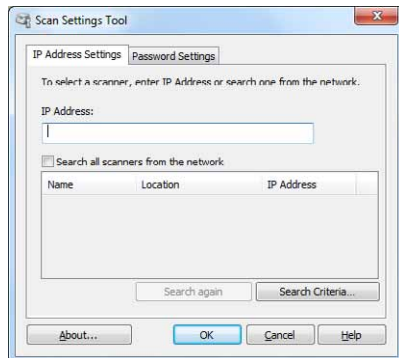 Scan Settings Tool
IP Address Settings
Password Settings
To select a scanner, enter IP Address or search one from the network.
IP Address:
Search all scanners from the network
Name Location IP Address
Search again
Search Criteria...
About... OK Cancel Help